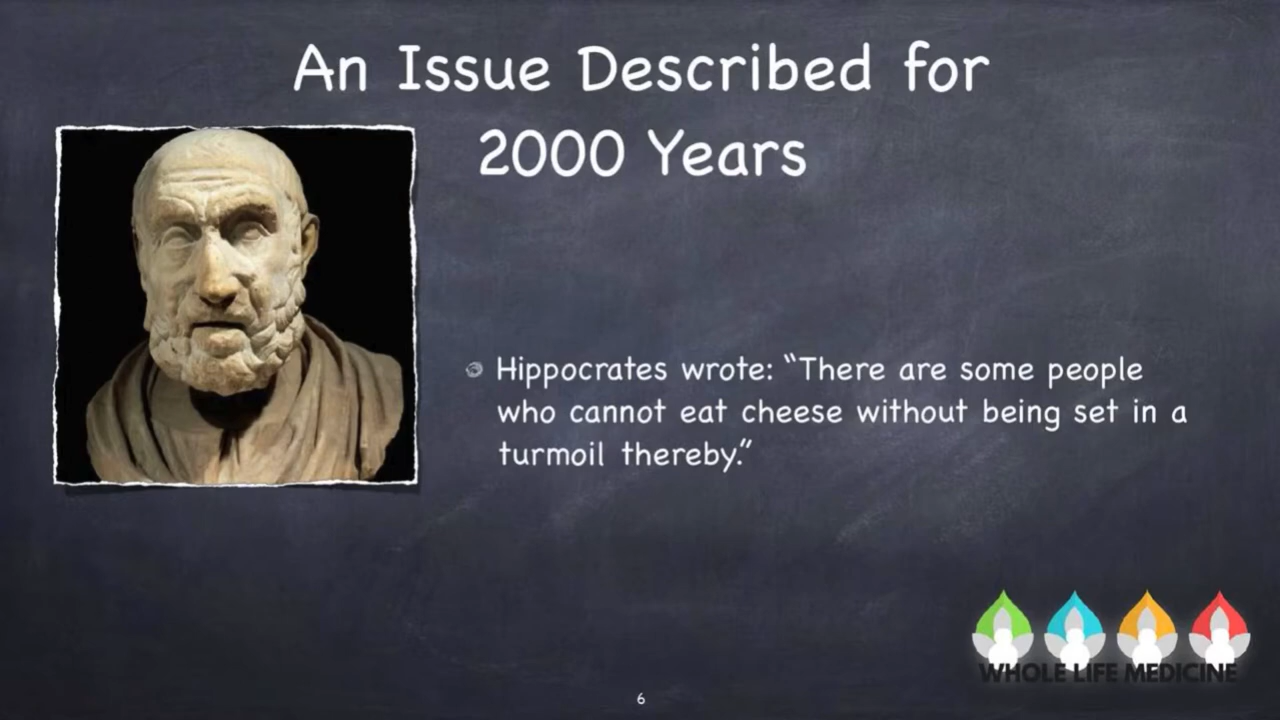 An Issue Described for
2000 Years
Hippocrates wrote: “There are some people
who cannot eat cheese without being set in a
turmoil thereby.”
WHOLE LIFE MEDICINE
6